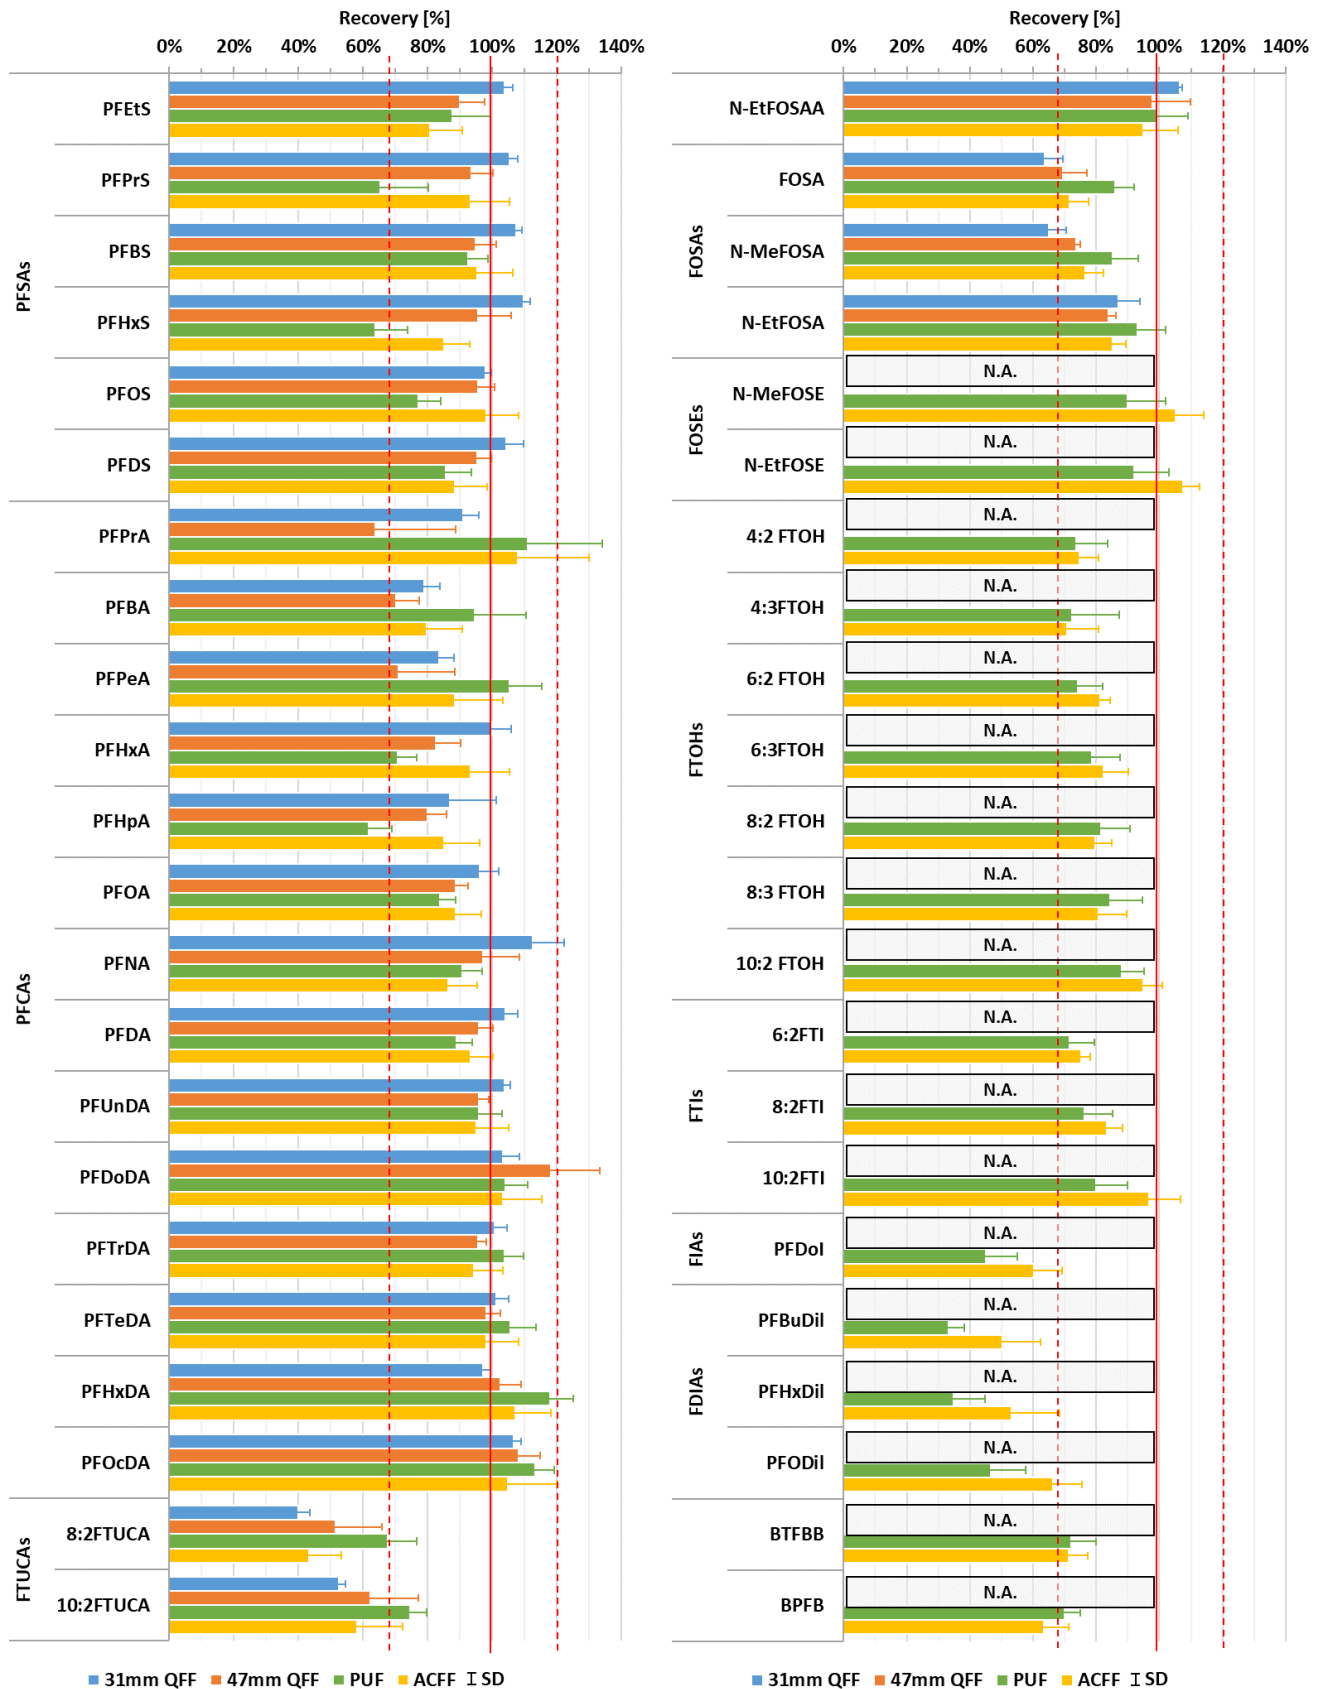 Recovery [%]
0% 20% 40% 60% 80% 100% 120% 140%
PFSAs
PFEtS
PFPrS
PFBS
PFHxS
PFOS
PFDS
PFCAs
PFPrA
PFBA
PFPeA
PFHxA
PFHpA
PFOA
PFNA
PFDA
PFUnDA
PFDoDA
PFTrDA
PFTeDA
PFHxDA
PFOcDA
FTUCAs
8:2FTUCA
10:2FTUCA
31mm QFF 47mm QFF PUF ACFF SD
Recovery [%]
0% 20% 40% 60% 80% 100% 120% 140%
N-EtFOSAA
FOSAs
FOSA
N-MeFOSA
N-EtFOSA
FOSEs
N-MeFOSE N.A.
N-EtFOSE N.A.
FTOHs
4:2 FTOH N.A.
4:3FTOH N.A.
6:2 FTOH N.A.
6:3FTOH N.A.
8:2 FTOH N.A.
8:3 FTOH N.A.
10:2 FTOH N.A.
FTIs
6:2FTI N.A.
8:2FTI N.A.
10:2FTI N.A.
FIAs
PFDoI N.A.
FDIAs
PFBuDil N.A.
PFHxDil N.A.
PFODil N.A.
BTFBB N.A.
BPFB N.A.
31mm QFF 47mm QFF PUF ACFF SD